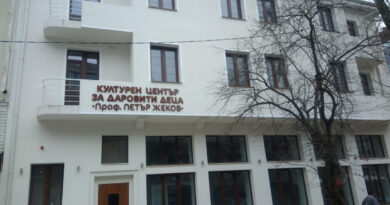 КУЛТУРЕН ЦЕНТЪР
ЗА ДАРОВИТИ ДЕЦА
"Проф. ПЕТЪР ЖЕКОВ"